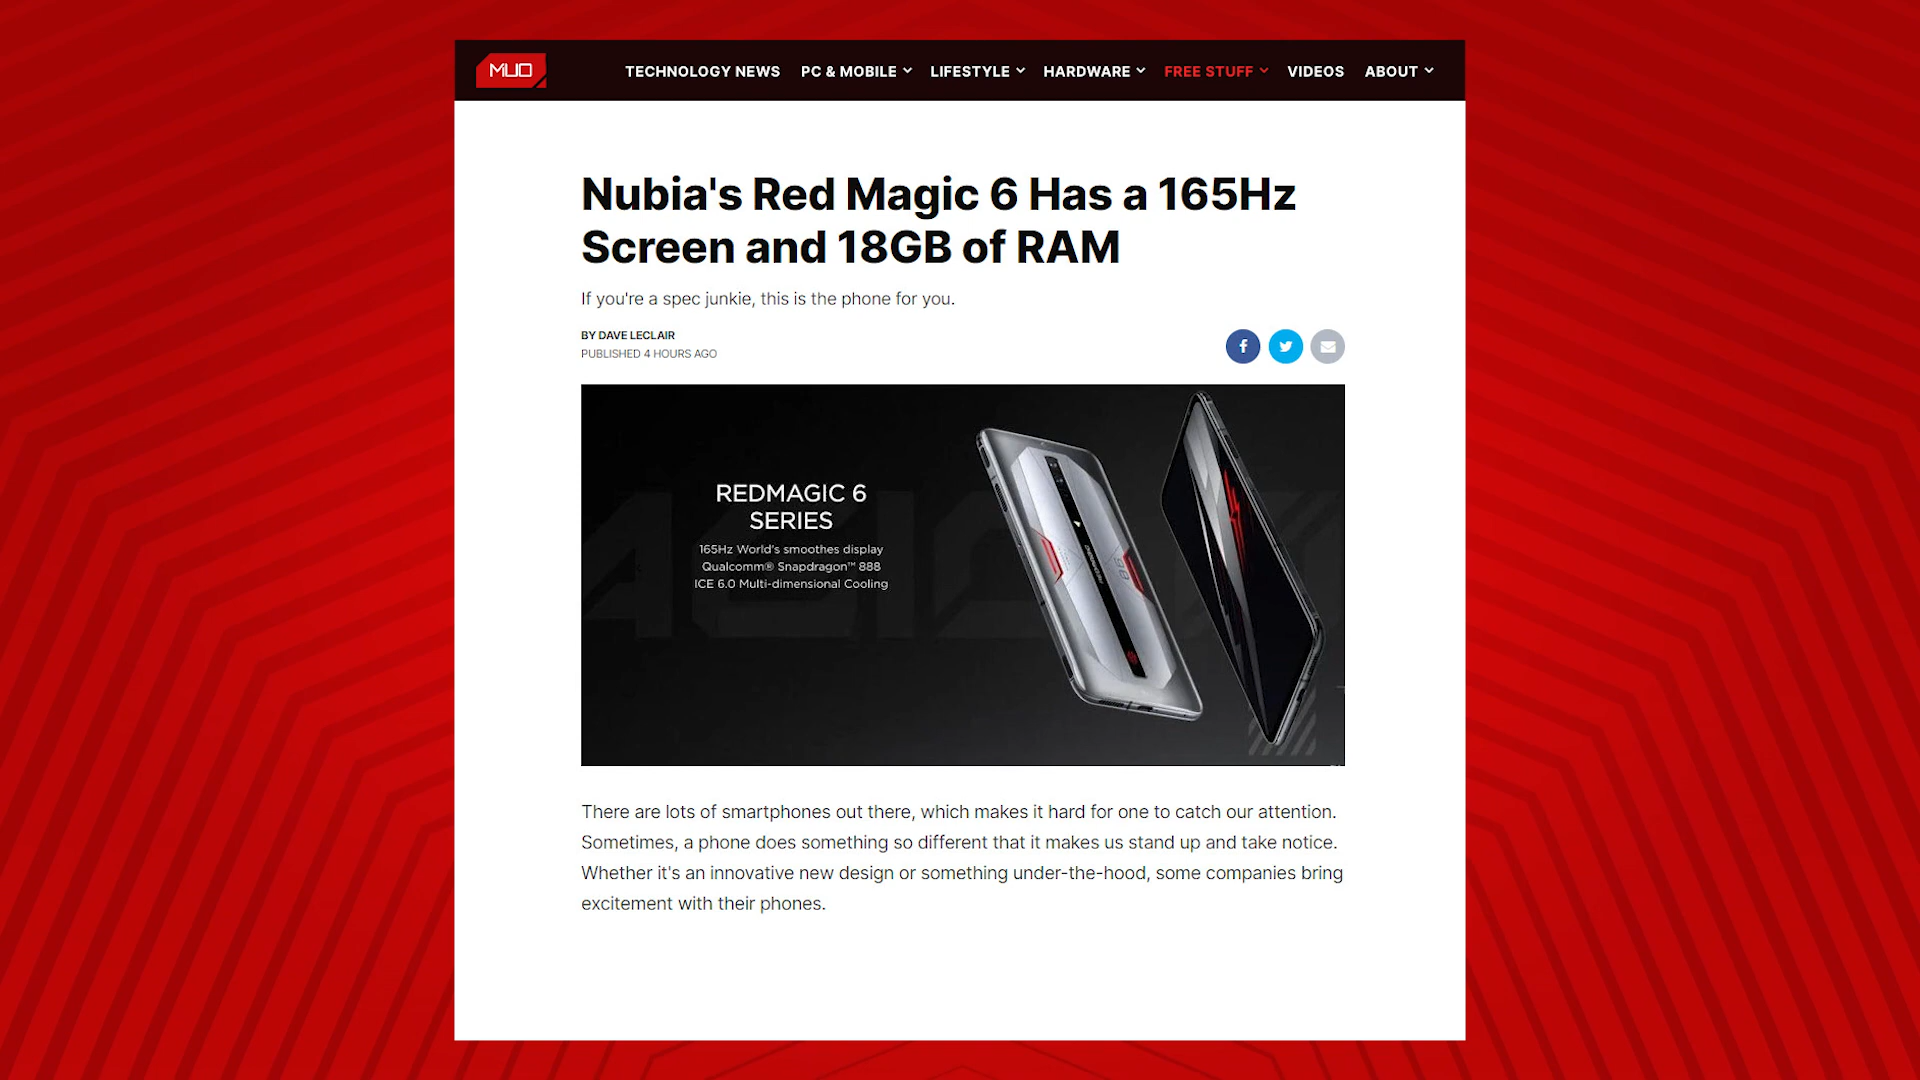 MUO
TECHNOLOGY NEWS PC & MOBILE LIFESTYLE HARDWARE FREE STUFF VIDEOS ABOUT
Nubia's Red Magic 6 Has a 165Hz
Screen and 18GB of RAM
If you're a spec junkie, this is the phone for you.
BY DAVE LECLAIR
PUBLISHED 4 HOURS AGO
REDMAGIC 6
SERIES
165Hz World's smoothes display
Qualcomm® Snapdragon™ 888
ICE 6.0 Multi-dimensional Cooling
There are lots of smartphones out there, which makes it hard for one to catch our attention.
Sometimes, a phone does something so different that it makes us stand up and take notice.
Whether it's an innovative new design or something under-the-hood, some companies bring
excitement with their phones.